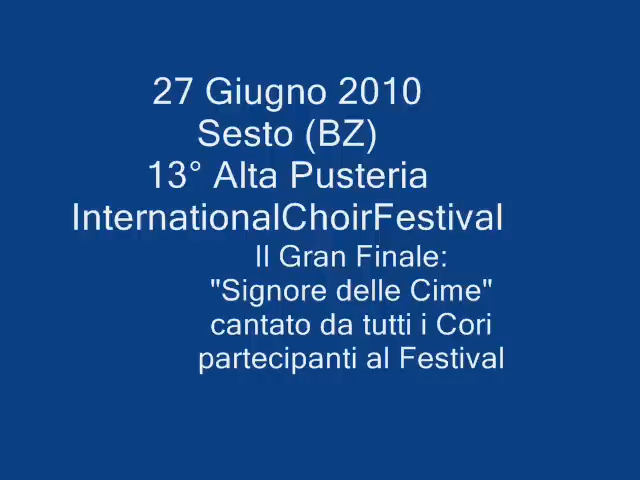 27 Giugno 2010
Sesto (BZ)
13° Alta Pusteria
InternationalChoirFestival
Il Gran Finale:
"Signore delle Cime"
cantato da tutti i Cori
partecipanti al Festival